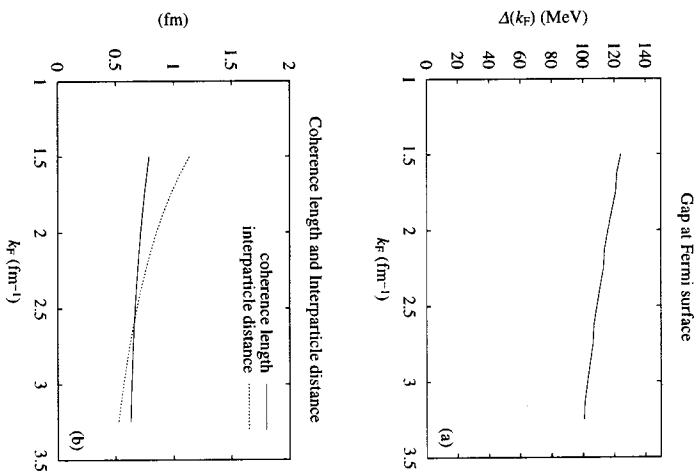 Gap at Fermi surface
Δ(kF) (MeV)
140
120
100
80
60
40
20
0
1
1.5
2
2.5
3
3.5
kF (fm⁻¹)
(a)
Coherence length and Interparticle distance
(fm)
2
1.5
1
0.5
0
coherence length
interparticle distance
1
1.5
2
2.5
3
3.5
kF (fm⁻¹)
(b)